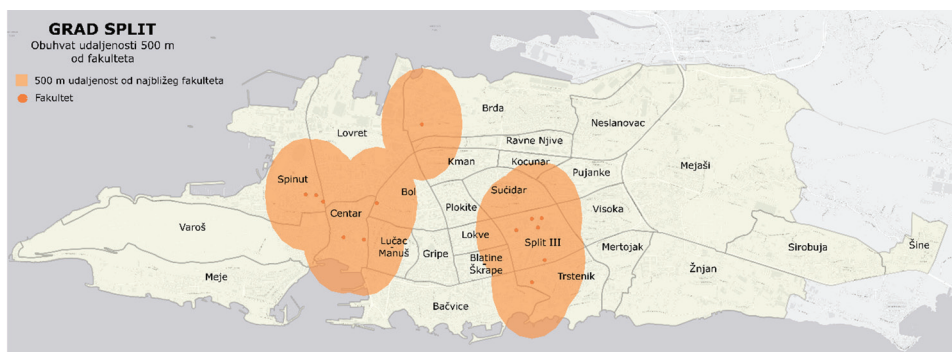 GRAD SPLIT
Obuhvat udaljenosti 500 m
od fakulteta
500 m udaljenost od najbližeg fakulteta
Fakultet
Brda
Neslanovac
Lovret
Ravne Njive
Kman
Kocunar
Mejaši
Pujanke
Spinut
Bol
Sućidar
Plokite
Visoka
Centar
Varoš
Lučac
Manuš
Lokve
Split III
Gripe
Mertojak
Sirobuja
Šine
Blatine
Škrape
Žnjan
Meje
Trstenik
Bačvice